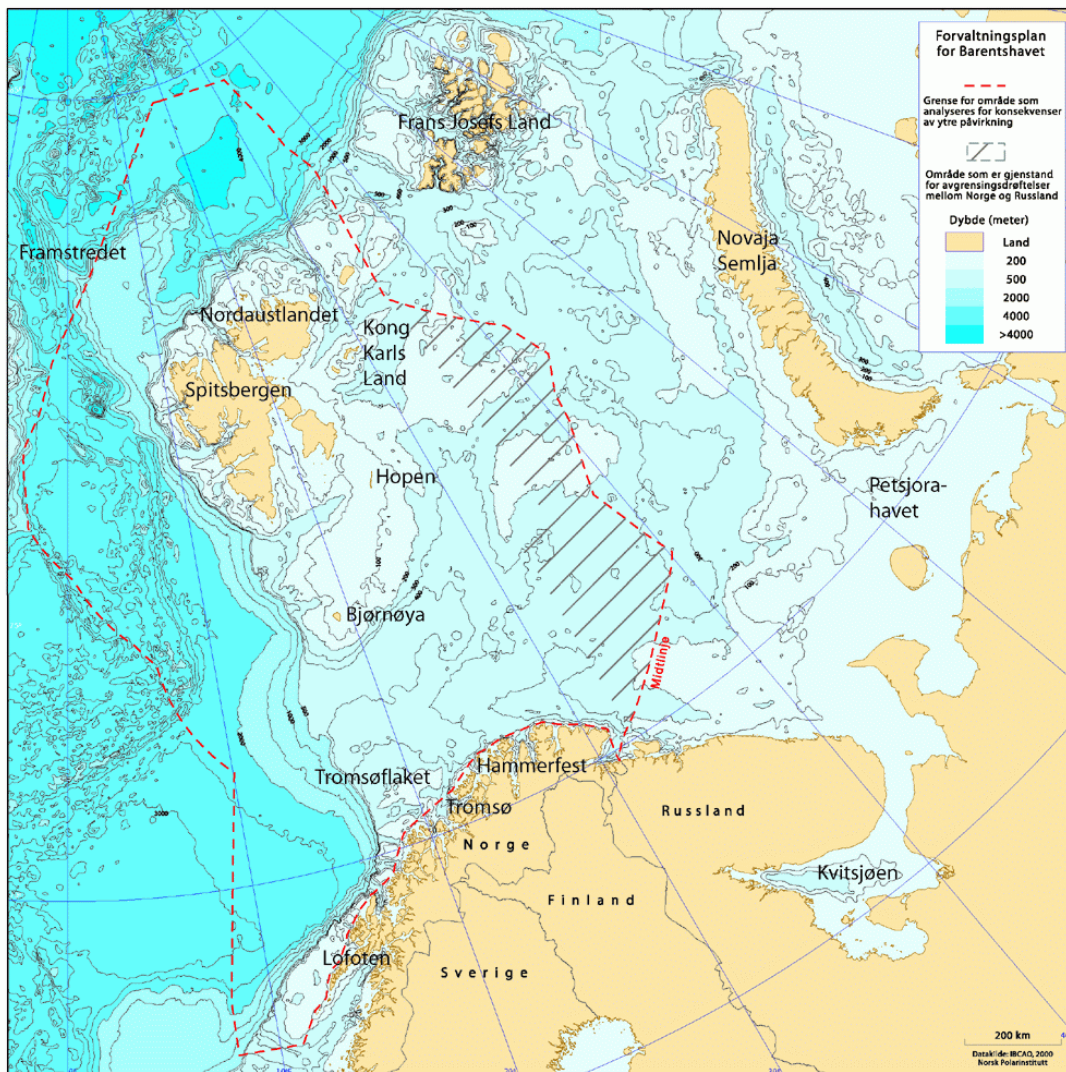 Forvaltningsplan
for Barentshavet
Grense for område som
analyseres for konsekvenser
av ytre påvirkning
Område som er gjenstand
for avgrensingsdrøftelser
mellom Norge og Russland
Dybde (meter)
Land
200
500
2000
4000
>4000
Frans Josefs Land
Novaja
Semlja
Framstredet
Nordaustlandet
Kong
Karls
Land
Spitsbergen
Hopen
Petsjora-
havet
Bjørnøya
Midtlinje
Tromsøflaket
Hammerfest
Tromsø
Norge
Russland
Kvitsjøen
Finland
Lofoten
Sverige
200 km
Datakilde: IBCAO, 2000
Norsk Polarinstitutt